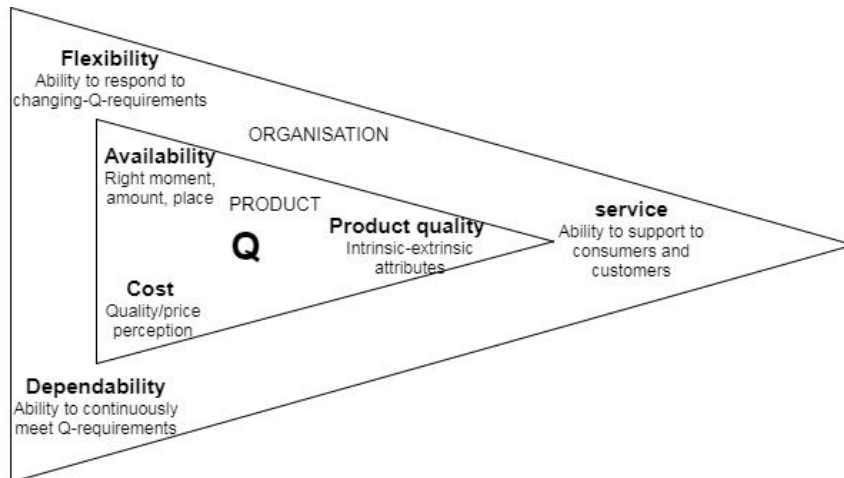 Flexibility
Ability to respond to
changing-Q-requirements
ORGANISATION
Availability
Right moment,
amount, place
PRODUCT
Q
Product quality
Intrinsic-extrinsic
attributes
service
Ability to support to
consumers and
customers
Cost
Quality/price
perception
Dependability
Ability to continuously
meet Q-requirements